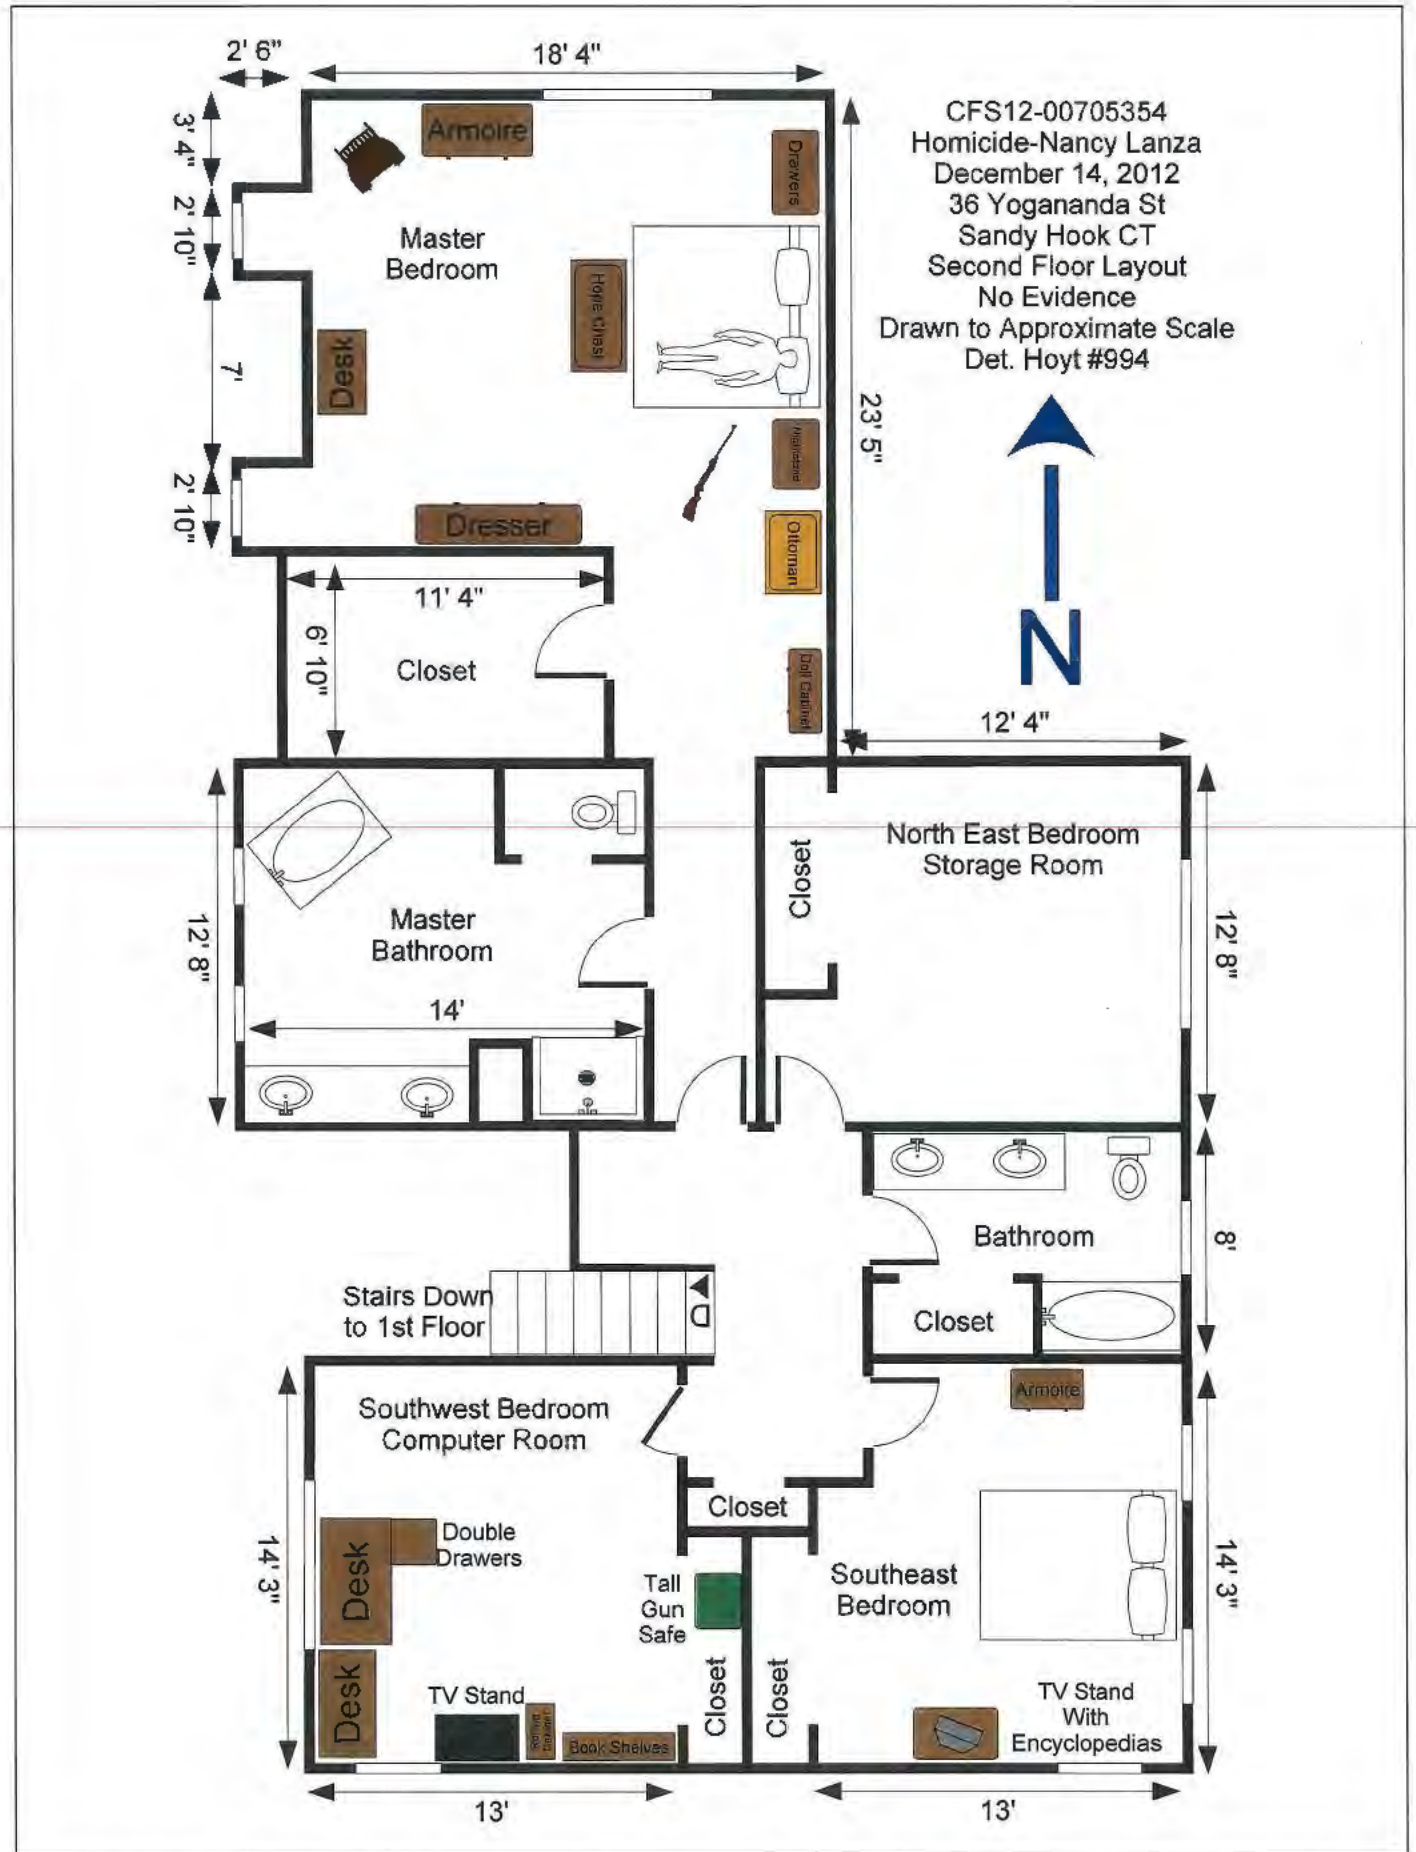 2' 6"
18' 4"
3' 4"
2' 10"
7'
2' 10"
Armoire
Drawers
Master
Bedroom
Hope Chest
Desk
Nightstand
Ottoman
Dresser
Doll Cabinet
23' 5"
CFS12-00705354
Homicide-Nancy Lanza
December 14, 2012
36 Yogananda St
Sandy Hook CT
Second Floor Layout
No Evidence
Drawn to Approximate Scale
Det. Hoyt #994
N
11' 4"
6' 10"
Closet
12' 4"
North East Bedroom
Storage Room
Closet
12' 8"
Master
Bathroom
14'
12' 8"
Bathroom
8'
Closet
Stairs Down
to 1st Floor
D
Southwest Bedroom
Computer Room
Armoire
Closet
14' 3"
Desk
Double
Drawers
Tall
Gun
Safe
Southeast
Bedroom
14' 3"
Desk
TV Stand
Book Shelves
Closet
Closet
TV Stand
With
Encyclopedias
13'
13'